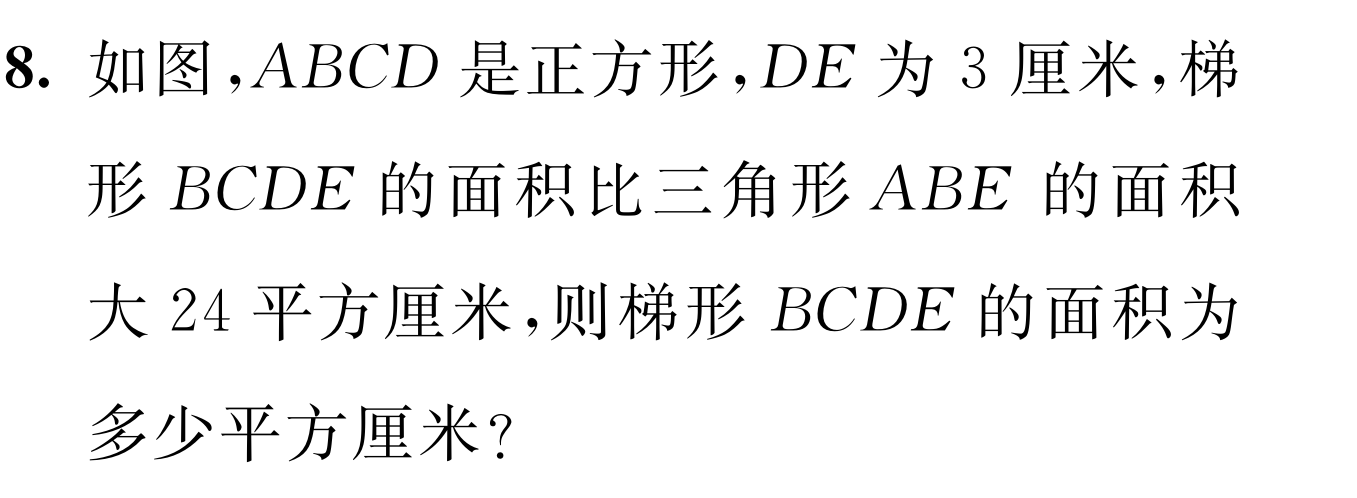 8. 如图,ABCD 是正方形,DE 为 3 厘米,梯
形 BCDE 的面积比三角形 ABE 的面积
大 24 平方厘米,则梯形 BCDE 的面积为
多少平方厘米?